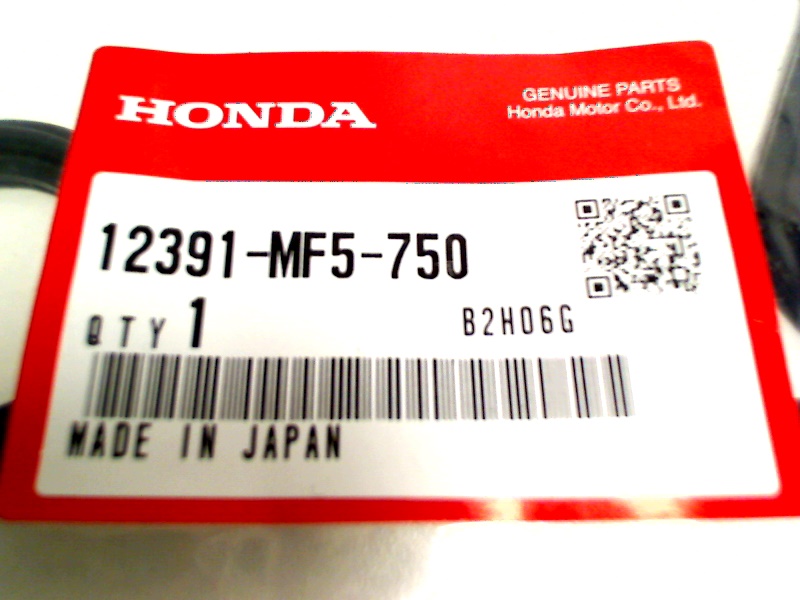 HONDA
GENUINE PARTS
Honda Motor Co., Ltd.
12391-MF5-750
QTY 1
B2H06G
MADE IN JAPAN